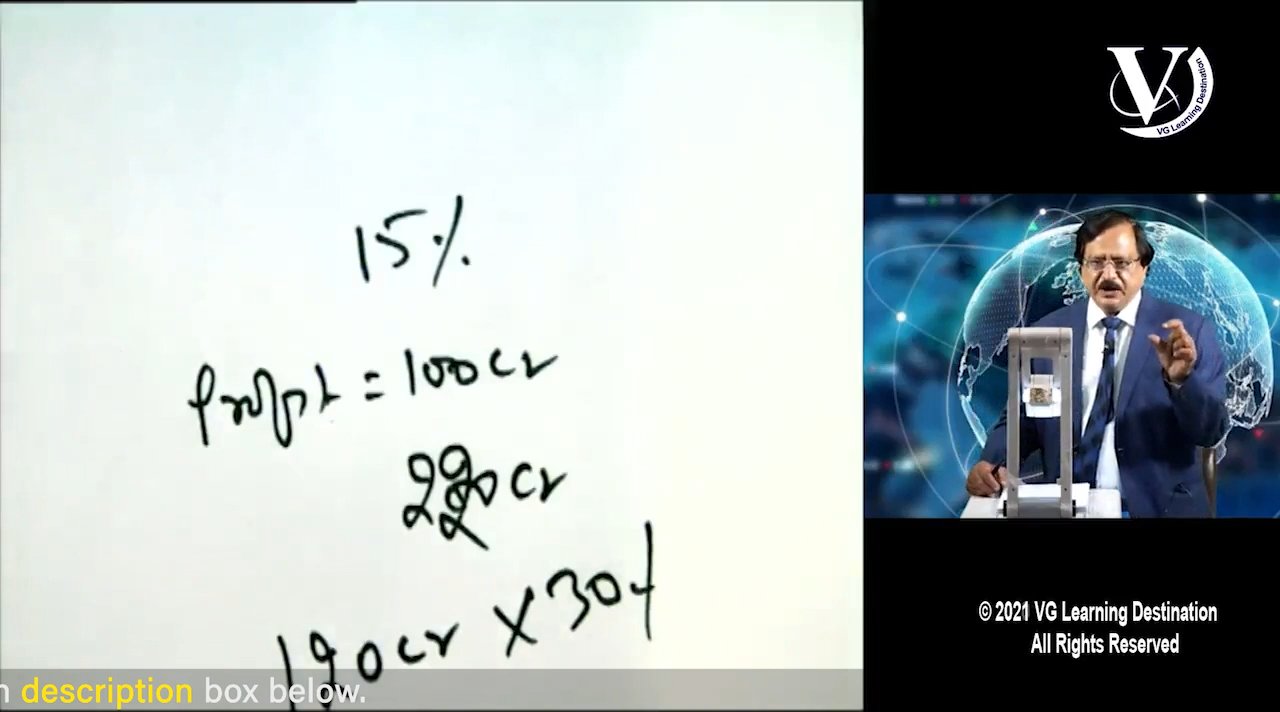 15%
Profit = 100 cr
220 cr
120 cr × 30%
n description box below.
V
VG Learning Destination
© 2021 VG Learning Destination
All Rights Reserved